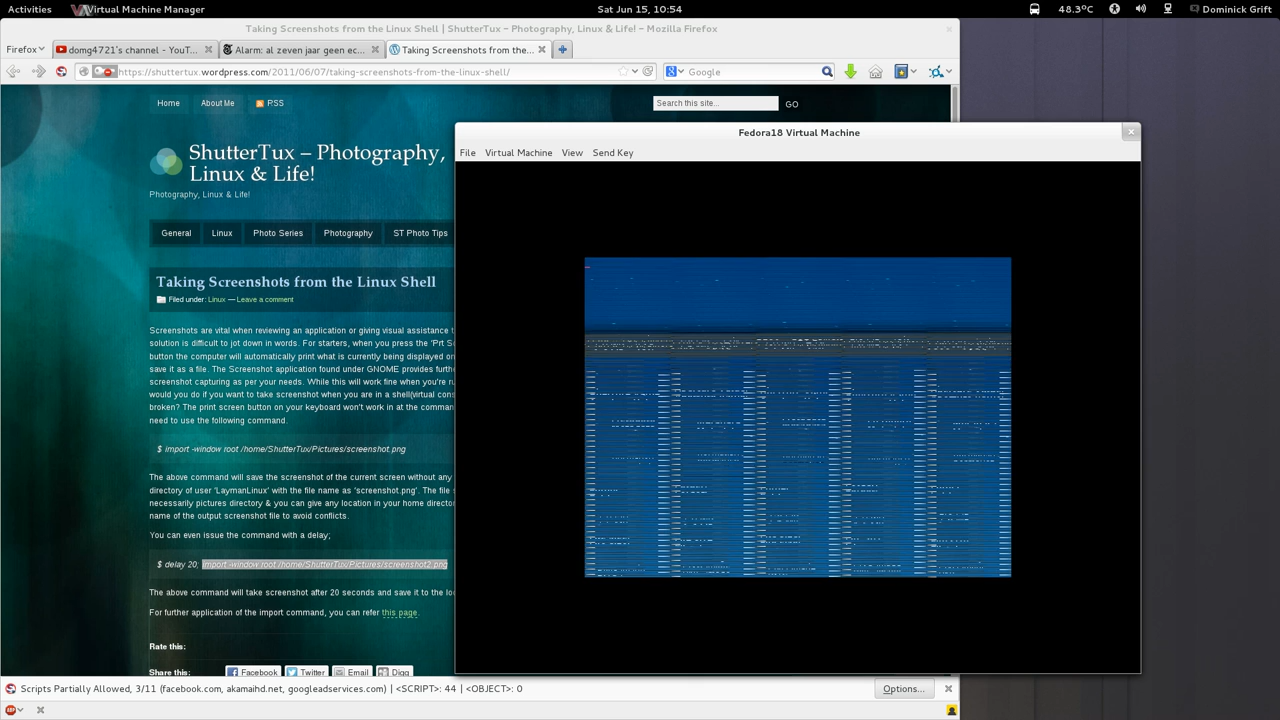 Activities
Virtual Machine Manager
Sat Jun 15, 10:54
48.3°C
Dominick Grift
Taking Screenshots from the Linux Shell | ShutterTux – Photography, Linux & Life! – Mozilla Firefox
Firefox
domg4721's channel - YouT...
Alarm: al zeven jaar geen ec...
Taking Screenshots from the...
https://shuttertux.wordpress.com/2011/06/07/taking-screenshots-from-the-linux-shell/
Google
Home
About Me
RSS
Search this site...
GO
ShutterTux – Photography,
Linux & Life!
Photography, Linux & Life!
General
Linux
Photo Series
Photography
ST Photo Tips
Taking Screenshots from the Linux Shell
Filed under: Linux — Leave a comment
Screenshots are vital when reviewing an application or giving visual assistance t
solution is difficult to jot down in words. For starters, when you press the 'Prt Sc
button the computer will automatically print what is currently being displayed on
save it as a file. The Screenshot application found under GNOME provides furthe
screenshot capturing as per your needs. While this will work fine when you're ru
would you do if you want to take screenshot when you are in a shell(virtual cons
broken? The print screen button on your keyboard won't work in at the comman
need to use the following command.
$ import -window root /home/ShutterTux/Pictures/screenshot.png
The above command will save the screenshot of the current screen without any
directory of user 'LaymanLinux' with the file name as 'screenshot.png'. The file s
necessarily pictures directory & you can give any location in your home director
name of the output screenshot file to avoid conflicts.
You can even issue the command with a delay;
$ delay 20; import -window root /home/ShutterTux/Pictures/screenshot2.png
The above command will take screenshot after 20 seconds and save it to the loc
For further application of the import command, you can refer this page.
Rate this:
Share this:
Facebook
Twitter
Email
Digg
Fedora18 Virtual Machine
File
Virtual Machine
View
Send Key
Scripts Partially Allowed, 3/11 (facebook.com, akamaihd.net, googleadservices.com) | <SCRIPT>: 44 | <OBJECT>: 0
Options...